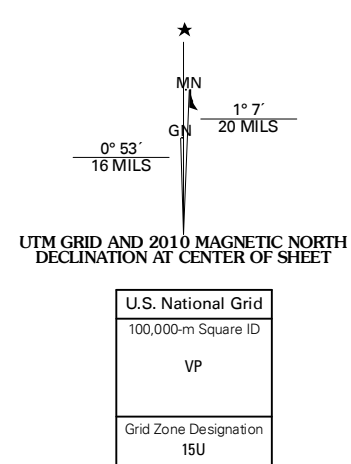 MN
1° 7´
20 MILS
GN
0° 53´
16 MILS
UTM GRID AND 2010 MAGNETIC NORTH
DECLINATION AT CENTER OF SHEET
U.S. National Grid
100,000-m Square ID
VP
Grid Zone Designation
15U